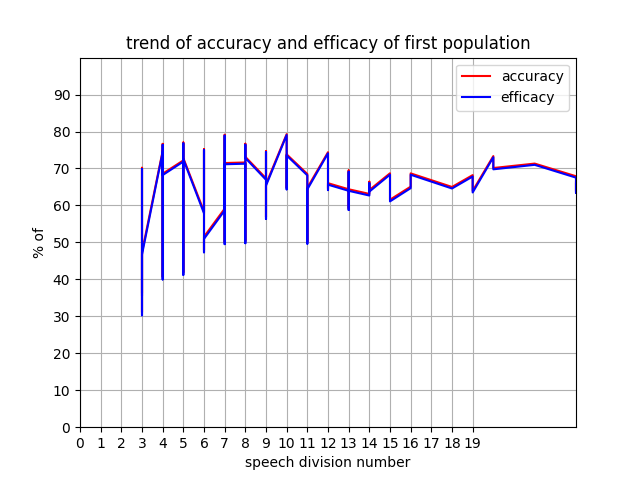 trend of accuracy and efficacy of first population
accuracy
efficacy
90
80
70
60
50
40
30
20
10
0
% of
0 1 2 3 4 5 6 7 8 9 10 11 12 13 14 15 16 17 18 19
speech division number